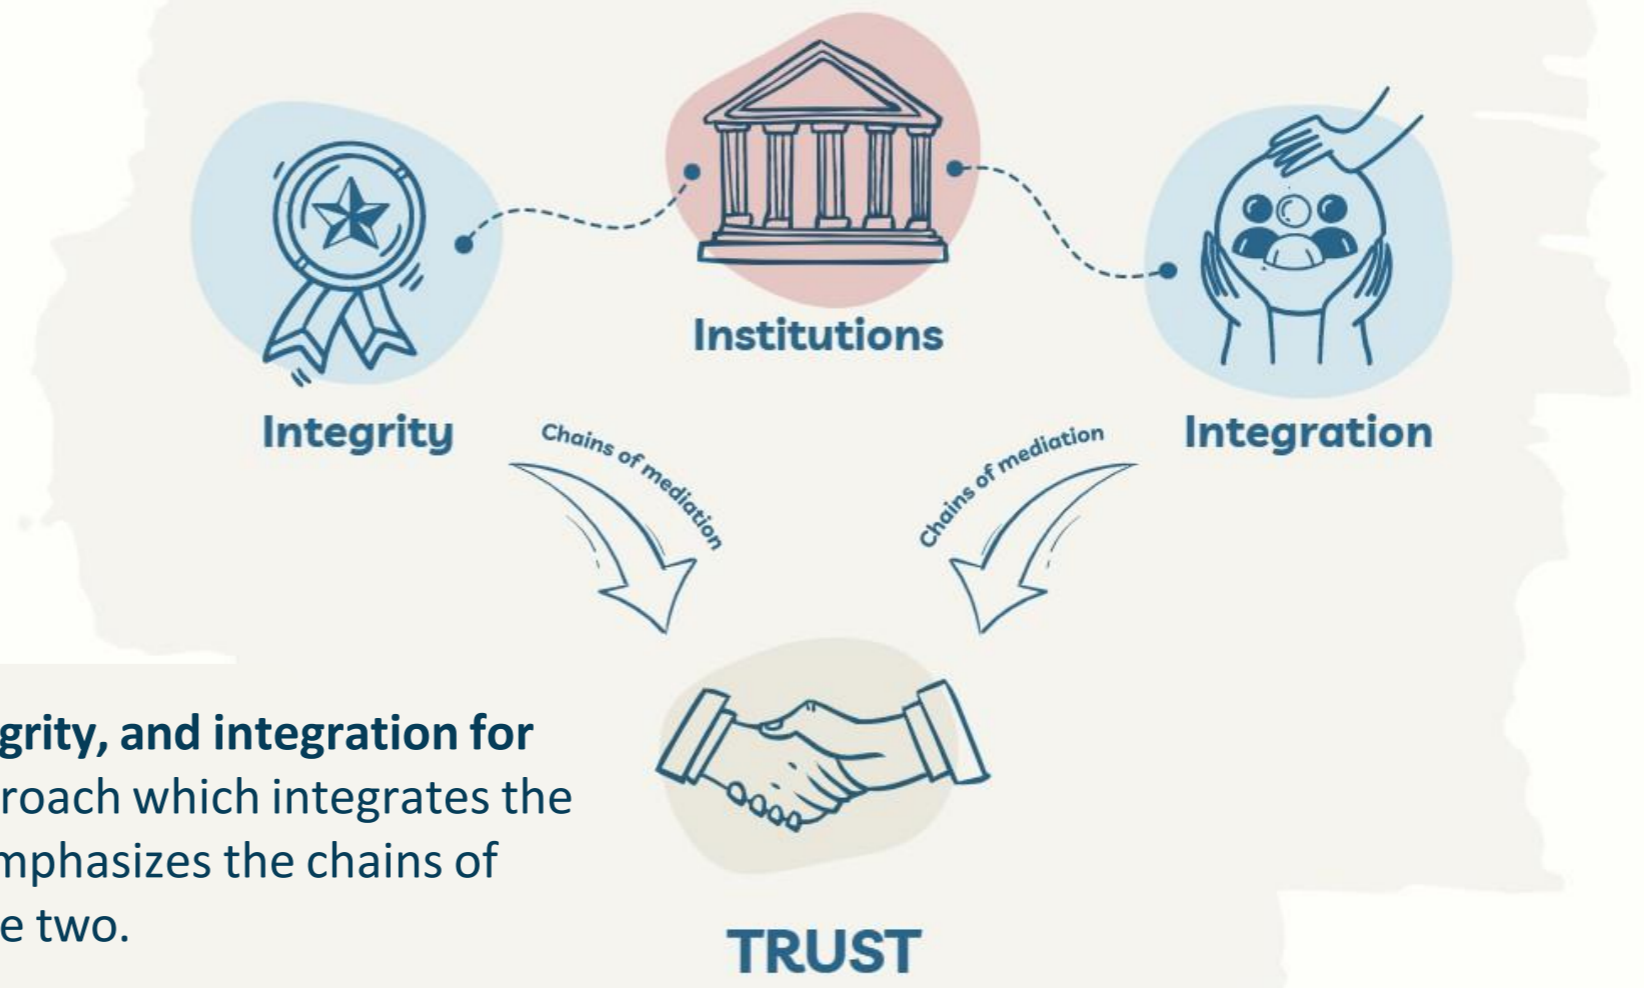 Institutions
Integrity
Integration
Chains of mediation
Chains of mediation
grity, and integration for
roach which integrates the
mphasizes the chains of
e two.
TRUST